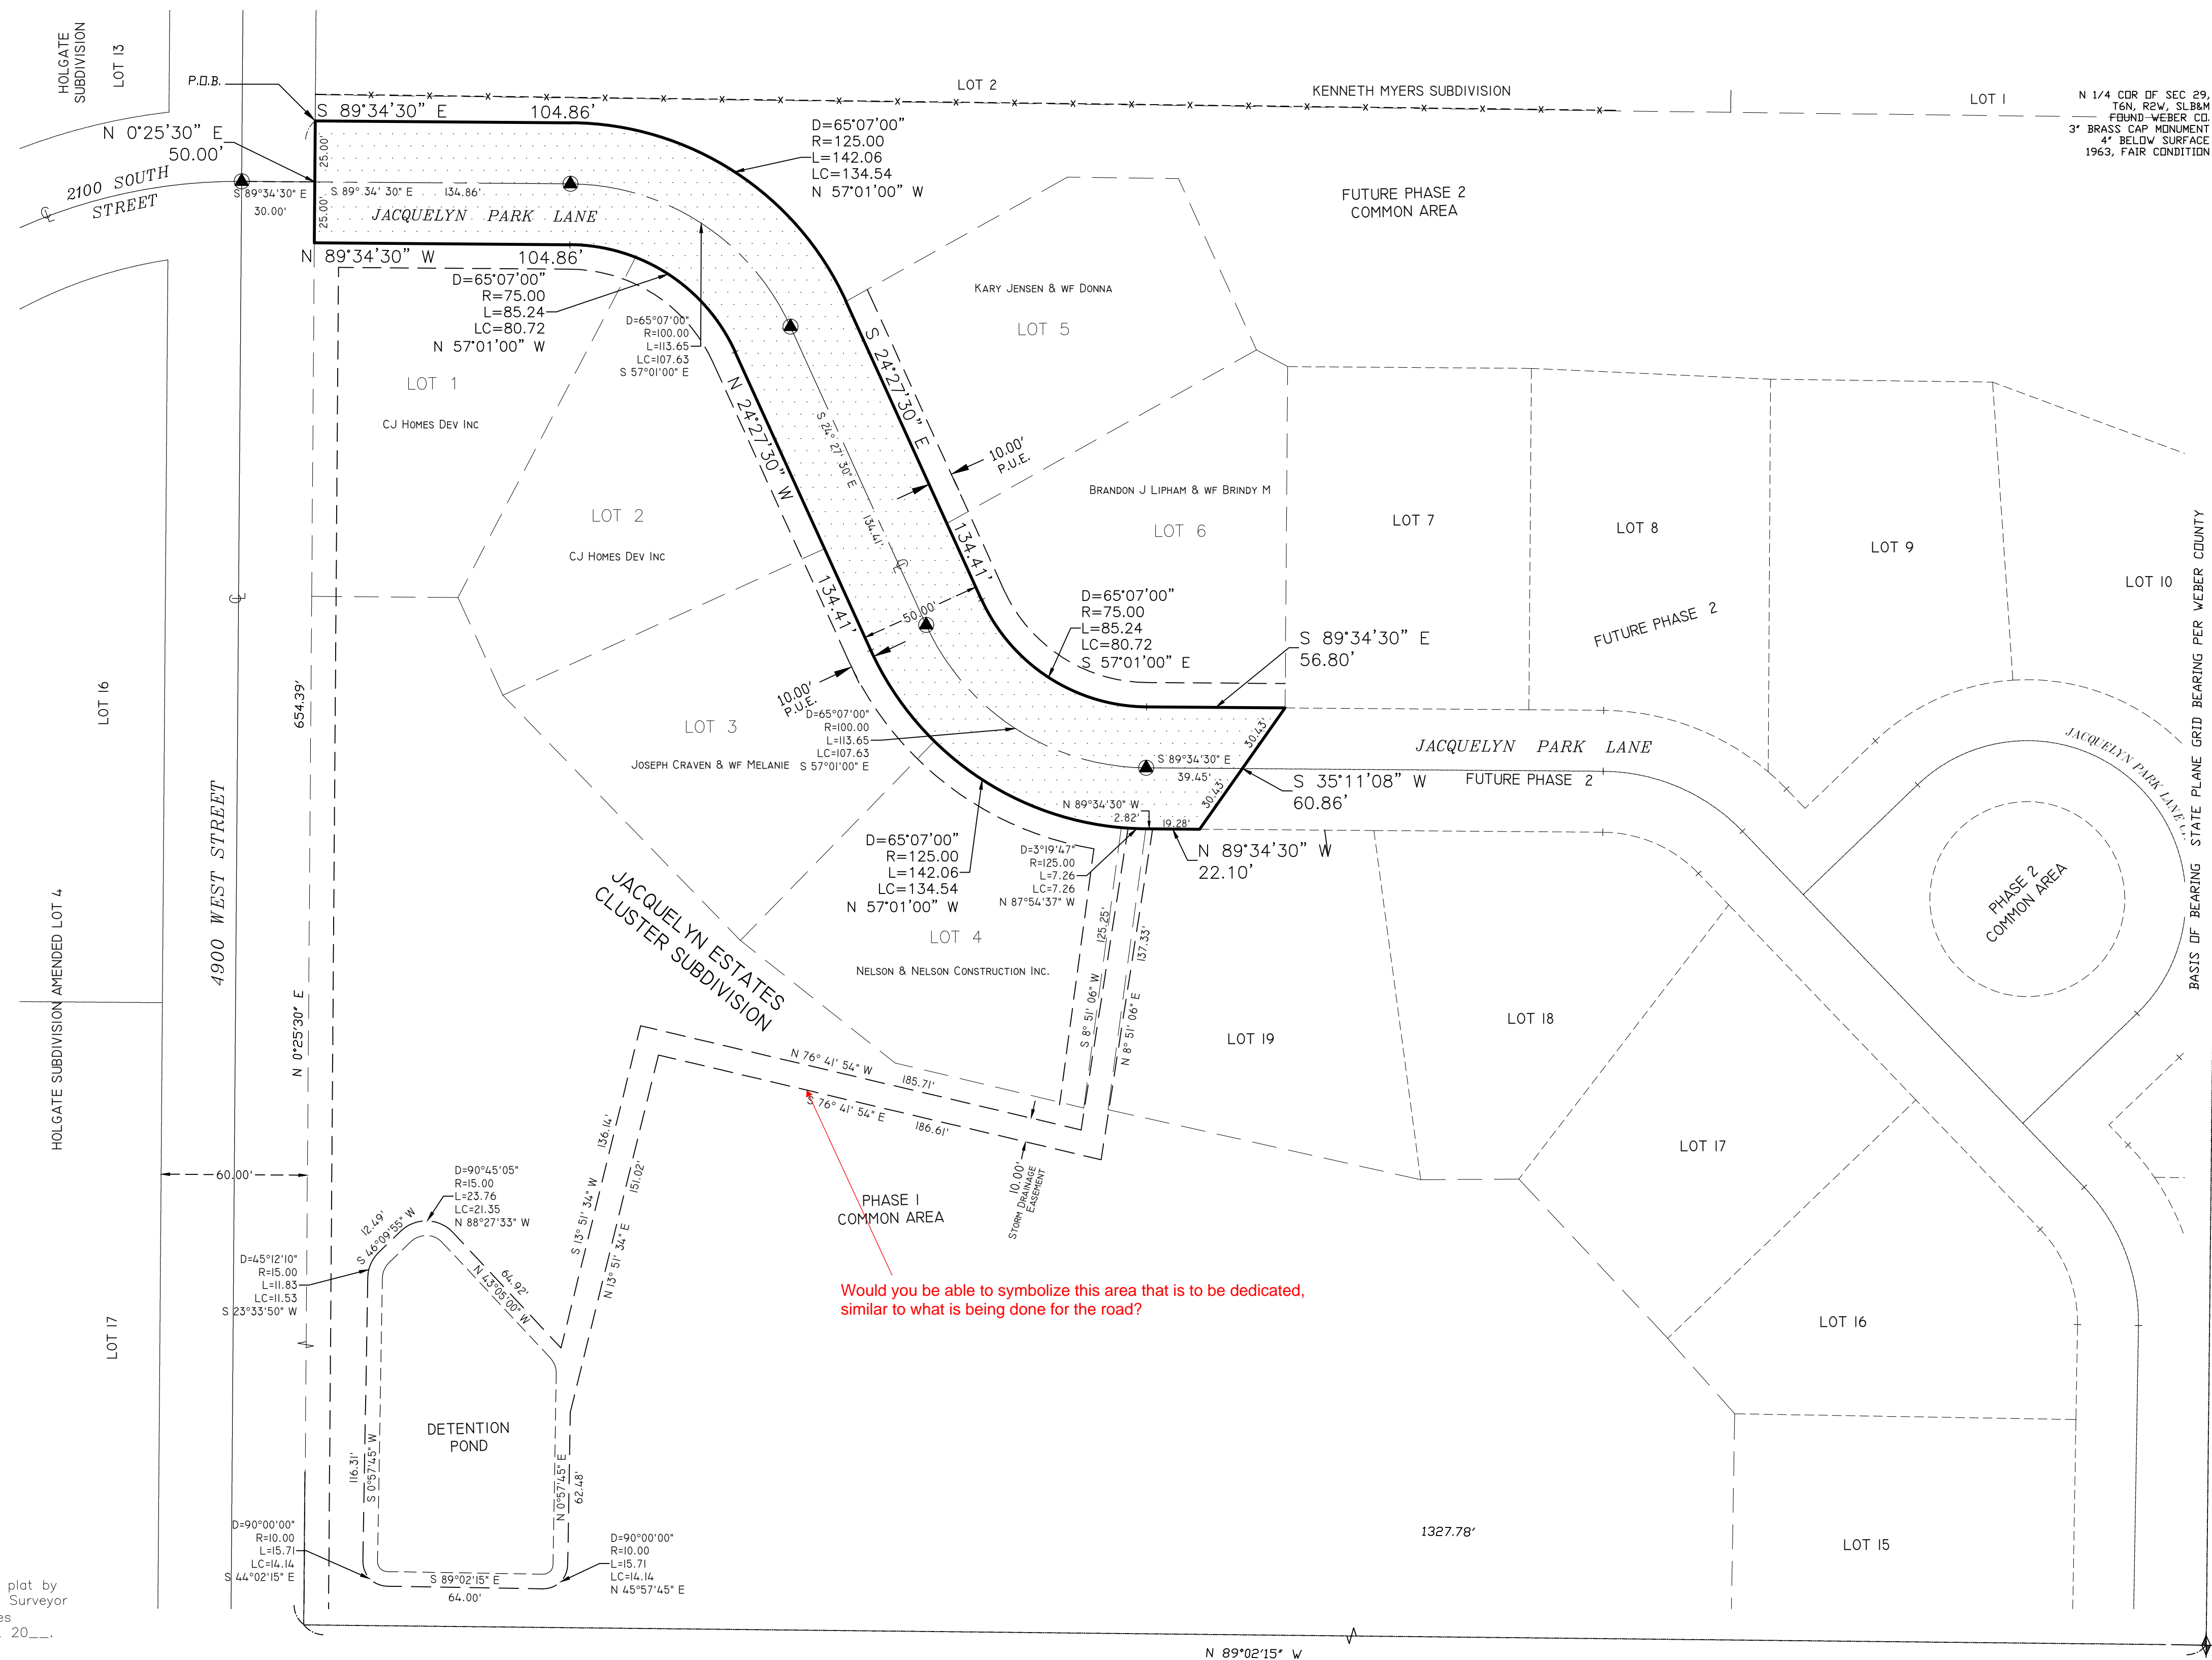 HOLGATE
SUBDIVISION
LOT 13
P.O.B.
LOT 2
KENNETH MYERS SUBDIVISION
LOT 1
N 1/4 COR OF SEC 29,
T6N, R2W, SLB&M
FOUND WEBER CO.
3" BRASS CAP MONUMENT
4" BELOW SURFACE
1963, FAIR CONDITION
S 89°34'30" E 104.86'
N 0°25'30" E
50.00'
25.00'
25.00'
2100 SOUTH
STREET
S 89°34'30" E
30.00'
S 89° 34' 30" E 134.86'
JACQUELYN PARK LANE
N 89°34'30" W 104.86'
D=65°07'00"
R=125.00
L=142.06
LC=134.54
N 57°01'00" W
D=65°07'00"
R=75.00
L=85.24
LC=80.72
N 57°01'00" W
D=65°07'00"
R=100.00
L=113.65
LC=107.63
S 57°01'00" E
FUTURE PHASE 2
COMMON AREA
KARY JENSEN & WF DONNA
LOT 5
LOT 1
CJ HOMES DEV INC
LOT 2
CJ HOMES DEV INC
S 24°27'30" E
134.41'
N 24°27'30" W
134.41'
S 24° 27' 30" E
134.41'
10.00'
P.U.E.
BRANDON J LIPHAM & WF BRINDY M
LOT 6
LOT 7
LOT 8
LOT 9
LOT 10
FUTURE PHASE 2
BASIS OF BEARING STATE PLANE GRID BEARING PER WEBER COUNTY
50.00'
D=65°07'00"
R=75.00
L=85.24
LC=80.72
S 57°01'00" E
S 89°34'30" E
56.80'
LOT 16
654.39'
10.00'
P.U.E.
LOT 3
JOSEPH CRAVEN & WF MELANIE
D=65°07'00"
R=100.00
L=113.65
LC=107.63
S 57°01'00" E
30.43'
30.43'
S 89°34'30" E
39.45'
JACQUELYN PARK LANE
FUTURE PHASE 2
S 35°11'08" W
60.86'
JACQUELYN PARK LANE
N 89°34'30" W
2.82'
19.28'
N 89°34'30" W
22.10'
D=65°07'00"
R=125.00
L=142.06
LC=134.54
N 57°01'00" W
D=3°19'47"
R=125.00
L=7.26
LC=7.26
N 87°54'37" W
4900 WEST STREET
HOLGATE SUBDIVISION AMENDED LOT 4
N 0°25'30" E
JACQUELYN ESTATES
CLUSTER SUBDIVISION
LOT 4
NELSON & NELSON CONSTRUCTION INC.
S 8° 51' 06" W
125.25'
N 8° 51' 06" E
137.33'
PHASE 2
COMMON AREA
LOT 19
LOT 18
LOT 17
N 76° 41' 54" W 185.71'
S 76° 41' 54" E 186.61'
S 13° 51' 34" W
136.14'
N 13° 51' 34" E
151.02'
10.00'
STORM DRAINAGE
EASEMENT
60.00'
PHASE 1
COMMON AREA
D=90°45'05"
R=15.00
L=23.76
LC=21.35
N 88°27'33" W
12.49'
S 46°09'55" W
64.92'
N 43°05'00" W
D=45°12'10"
R=15.00
L=11.83
LC=11.53
S 23°33'50" W
Would you be able to symbolize this area that is to be dedicated,
similar to what is being done for the road?
LOT 17
LOT 16
DETENTION
POND
116.31'
S 0°57'45" W
N 0°57'45" E
62.48'
D=90°00'00"
R=10.00
L=15.71
LC=14.14
S 44°02'15" E
D=90°00'00"
R=10.00
L=15.71
LC=14.14
N 45°57'45" E
S 89°02'15" E
64.00'
1327.78'
LOT 15
plat by
Surveyor
es
20__.
N 89°02'15" W